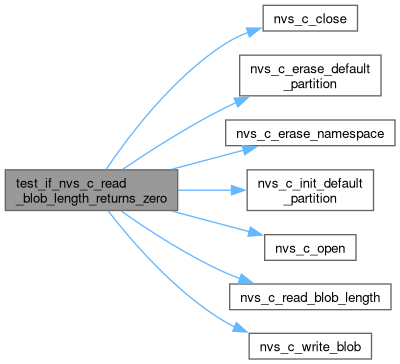 nvs_c_close
nvs_c_erase_default
_partition
nvs_c_erase_namespace
test_if_nvs_c_read
_blob_length_returns_zero
nvs_c_init_default
_partition
nvs_c_open
nvs_c_read_blob_length
nvs_c_write_blob